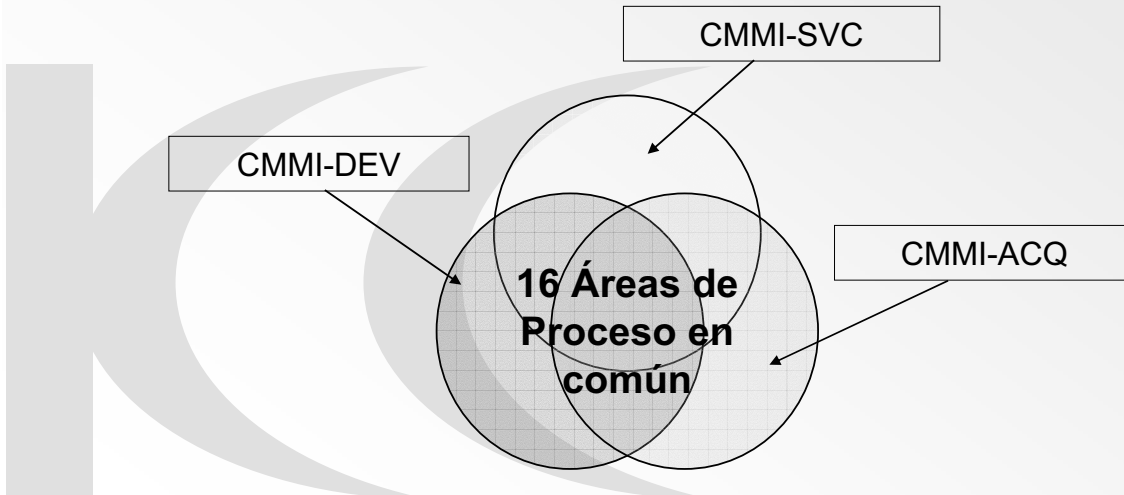 CMMI-SVC
CMMI-DEV
CMMI-ACQ
16 Áreas de
Proceso en
común